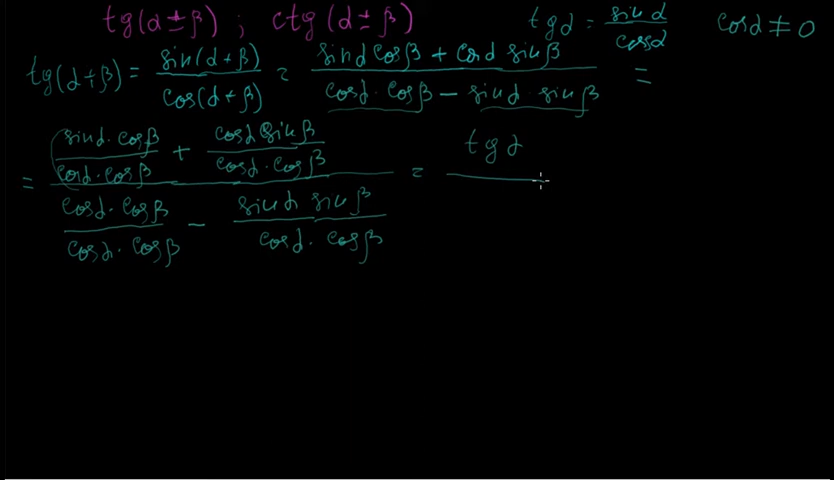 tg(α ± β) ; ctg(α ± β) tgα = sinα / cosα cosα ≠ 0
tg(α+β) = sin(α+β) / cos(α+β) = (sinα cosβ + cosα sinβ) / (cosα · cosβ − sinα · sinβ) =
= (sinα · cosβ / cosα · cosβ + cosα sinβ / cosα · cosβ) / (cosα · cosβ / cosα · cosβ − sinα sinβ / cosα · cosβ) = tgα